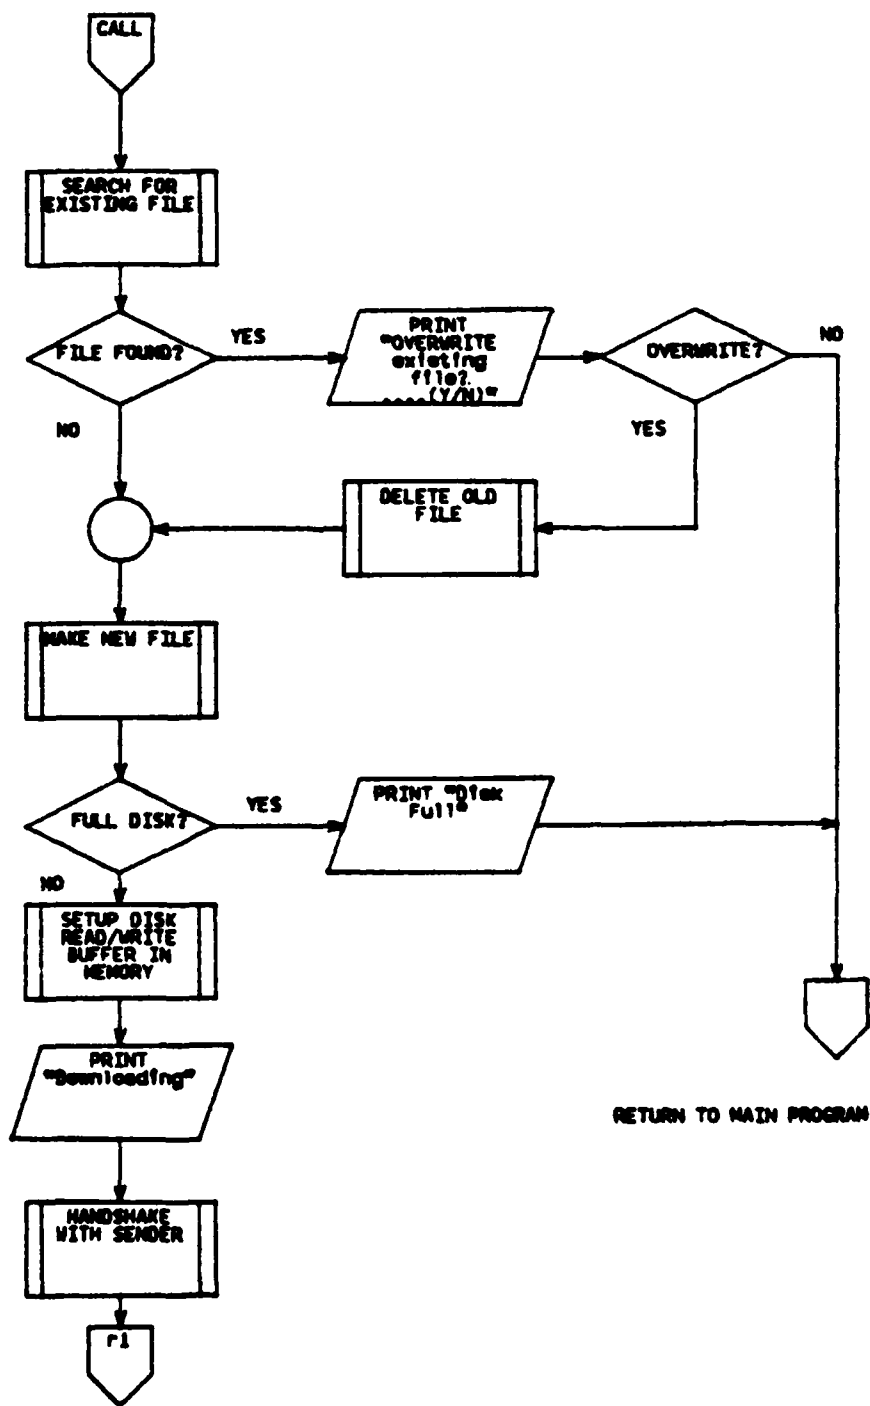 CALL
SEARCH FOR
EXISTING FILE
FILE FOUND?
YES
PRINT
"OVERWRITE
existing
file?.
....(Y/N)"
OVERWRITE?
NO
NO
YES
DELETE OLD
FILE
MAKE NEW FILE
FULL DISK?
YES
PRINT "Disk
Full"
NO
SETUP DISK
READ/WRITE
BUFFER IN
MEMORY
PRINT
"Downloading"
RETURN TO MAIN PROGRAM
HANDSHAKE
WITH SENDER
r1